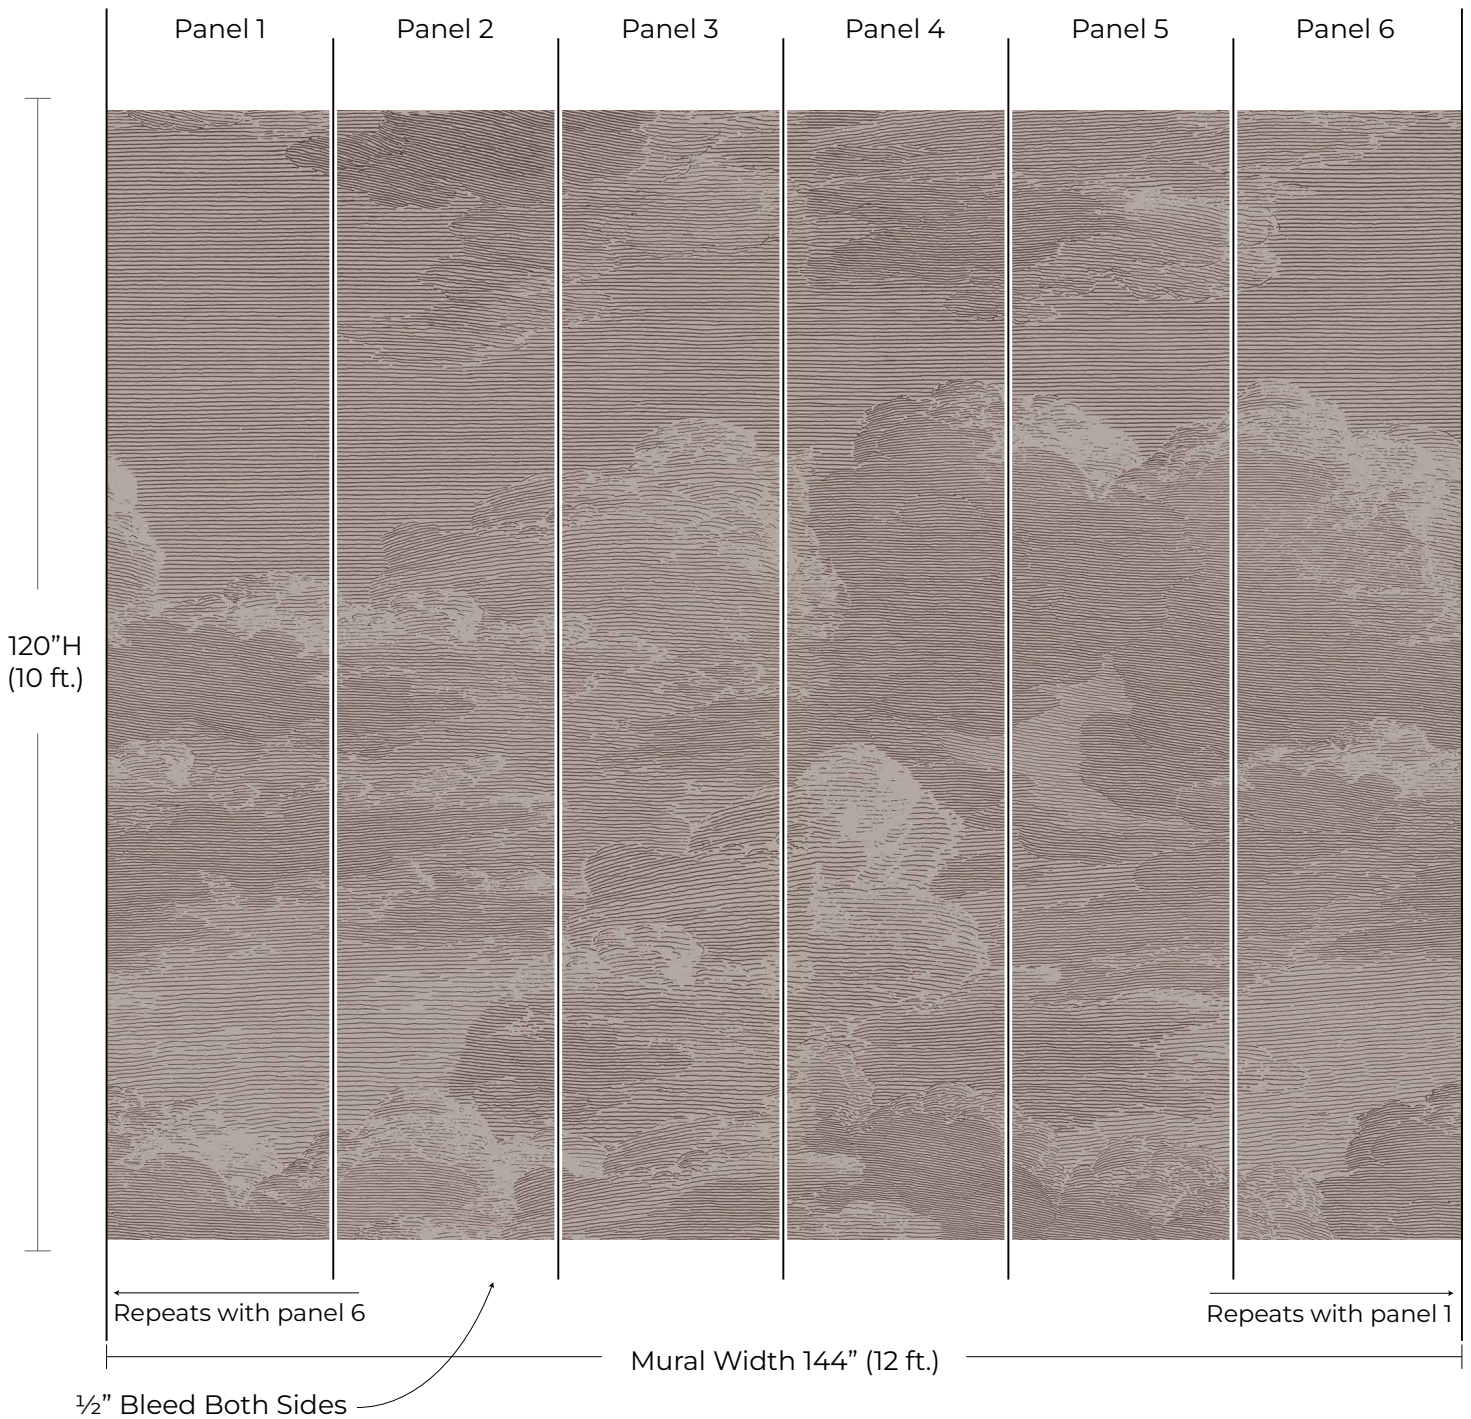 Panel 1
Panel 2
Panel 3
Panel 4
Panel 5
Panel 6
120”H
(10 ft.)
Repeats with panel 6
Repeats with panel 1
Mural Width 144” (12 ft.)
½” Bleed Both Sides